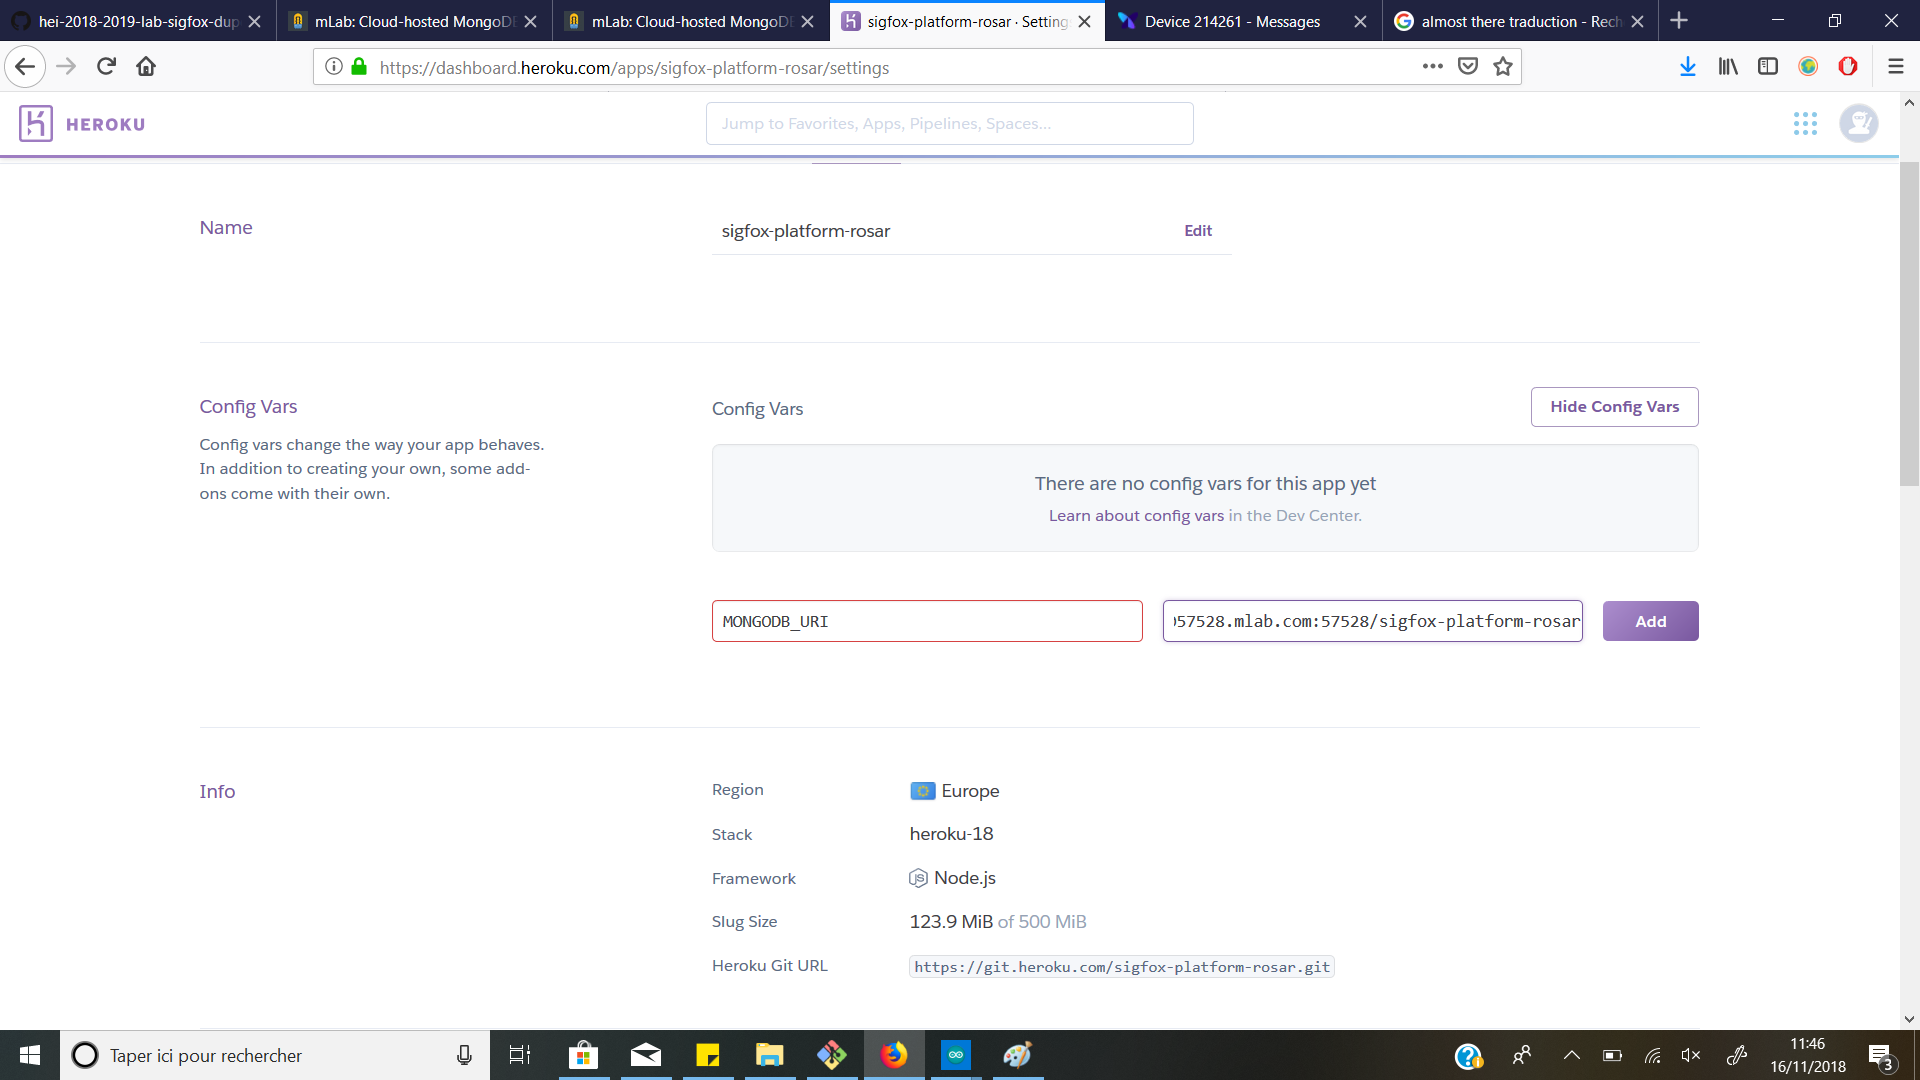 hei-2018-2019-lab-sigfox-dup
mLab: Cloud-hosted MongoD
mLab: Cloud-hosted MongoDB
sigfox-platform-rosar · Setting
Device 214261 - Messages
almost there traduction - Rech
https://dashboard.heroku.com/apps/sigfox-platform-rosar/settings
HEROKU
Jump to Favorites, Apps, Pipelines, Spaces...
Name
sigfox-platform-rosar
Edit
Config Vars
Config vars change the way your app behaves.
In addition to creating your own, some add-
ons come with their own.
Config Vars
Hide Config Vars
There are no config vars for this app yet
Learn about config vars in the Dev Center.
MONGODB_URI
57528.mlab.com:57528/sigfox-platform-rosar
Add
Info
Region
Europe
Stack
heroku-18
Framework
Node.js
Slug Size
123.9 MiB of 500 MiB
Heroku Git URL
https://git.heroku.com/sigfox-platform-rosar.git
Taper ici pour rechercher
11:46
16/11/2018
3